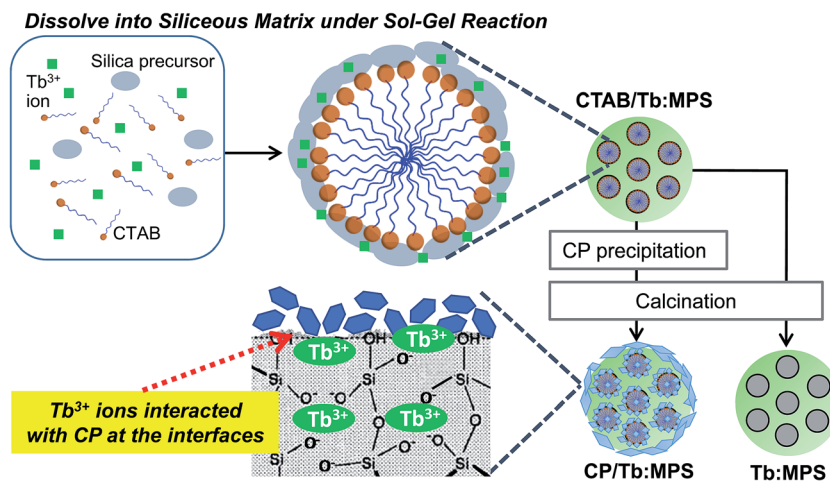 Dissolve into Siliceous Matrix under Sol-Gel Reaction
Silica precursor
Tb³⁺
ion
CTAB
CTAB/Tb:MPS
CP precipitation
Calcination
OH
OH
Tb³⁺
Tb³⁺
O⁻
Si
Si
Si
O⁻
⁻O
O
⁻O
Tb³⁺
Tb³⁺
O
O⁻
O⁻
⁻O
O⁻
Si
Si
Si
Tb³⁺ ions interacted
with CP at the interfaces
CP/Tb:MPS
Tb:MPS